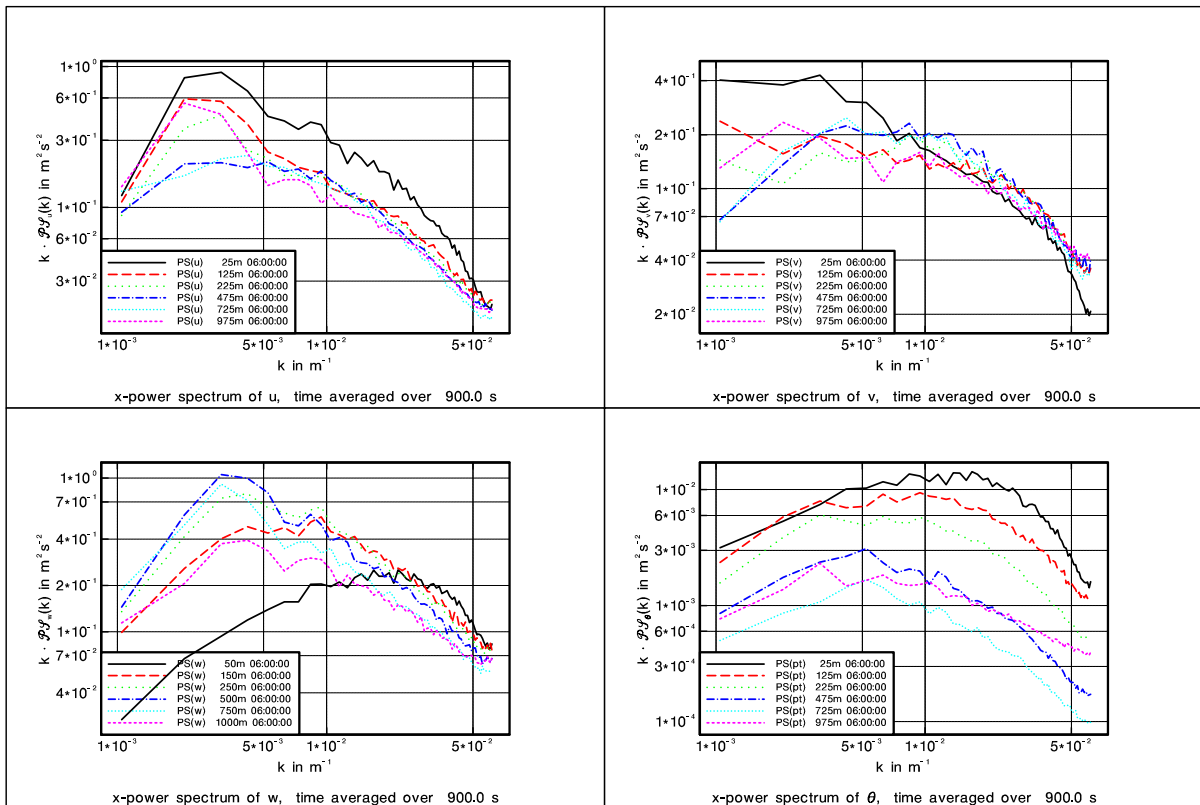 1*10⁰
6*10⁻¹
3*10⁻¹
1*10⁻¹
6*10⁻²
3*10⁻²
k · 𝒫𝒮ᵤ(k) in m² s⁻²
PS(u) 25m 06:00:00
PS(u) 125m 06:00:00
PS(u) 225m 06:00:00
PS(u) 475m 06:00:00
PS(u) 725m 06:00:00
PS(u) 975m 06:00:00
1*10⁻³ 5*10⁻³ 1*10⁻² 5*10⁻²
k in m⁻¹
x-power spectrum of u, time averaged over 900.0 s
4*10⁻¹
2*10⁻¹
1*10⁻¹
7*10⁻²
4*10⁻²
2*10⁻²
k · 𝒫𝒮ᵥ(k) in m² s⁻²
PS(v) 25m 06:00:00
PS(v) 125m 06:00:00
PS(v) 225m 06:00:00
PS(v) 475m 06:00:00
PS(v) 725m 06:00:00
PS(v) 975m 06:00:00
1*10⁻³ 5*10⁻³ 1*10⁻² 5*10⁻²
k in m⁻¹
x-power spectrum of v, time averaged over 900.0 s
1*10⁰
7*10⁻¹
4*10⁻¹
2*10⁻¹
1*10⁻¹
7*10⁻²
4*10⁻²
k · 𝒫𝒮w(k) in m² s⁻²
PS(w) 50m 06:00:00
PS(w) 150m 06:00:00
PS(w) 250m 06:00:00
PS(w) 500m 06:00:00
PS(w) 750m 06:00:00
PS(w) 1000m 06:00:00
1*10⁻³ 5*10⁻³ 1*10⁻² 5*10⁻²
k in m⁻¹
x-power spectrum of w, time averaged over 900.0 s
1*10⁻²
6*10⁻³
3*10⁻³
1*10⁻³
6*10⁻⁴
3*10⁻⁴
1*10⁻⁴
k · 𝒫𝒮θ(k) in m² s⁻²
PS(pt) 25m 06:00:00
PS(pt) 125m 06:00:00
PS(pt) 225m 06:00:00
PS(pt) 475m 06:00:00
PS(pt) 725m 06:00:00
PS(pt) 975m 06:00:00
1*10⁻³ 5*10⁻³ 1*10⁻² 5*10⁻²
k in m⁻¹
x-power spectrum of θ, time averaged over 900.0 s